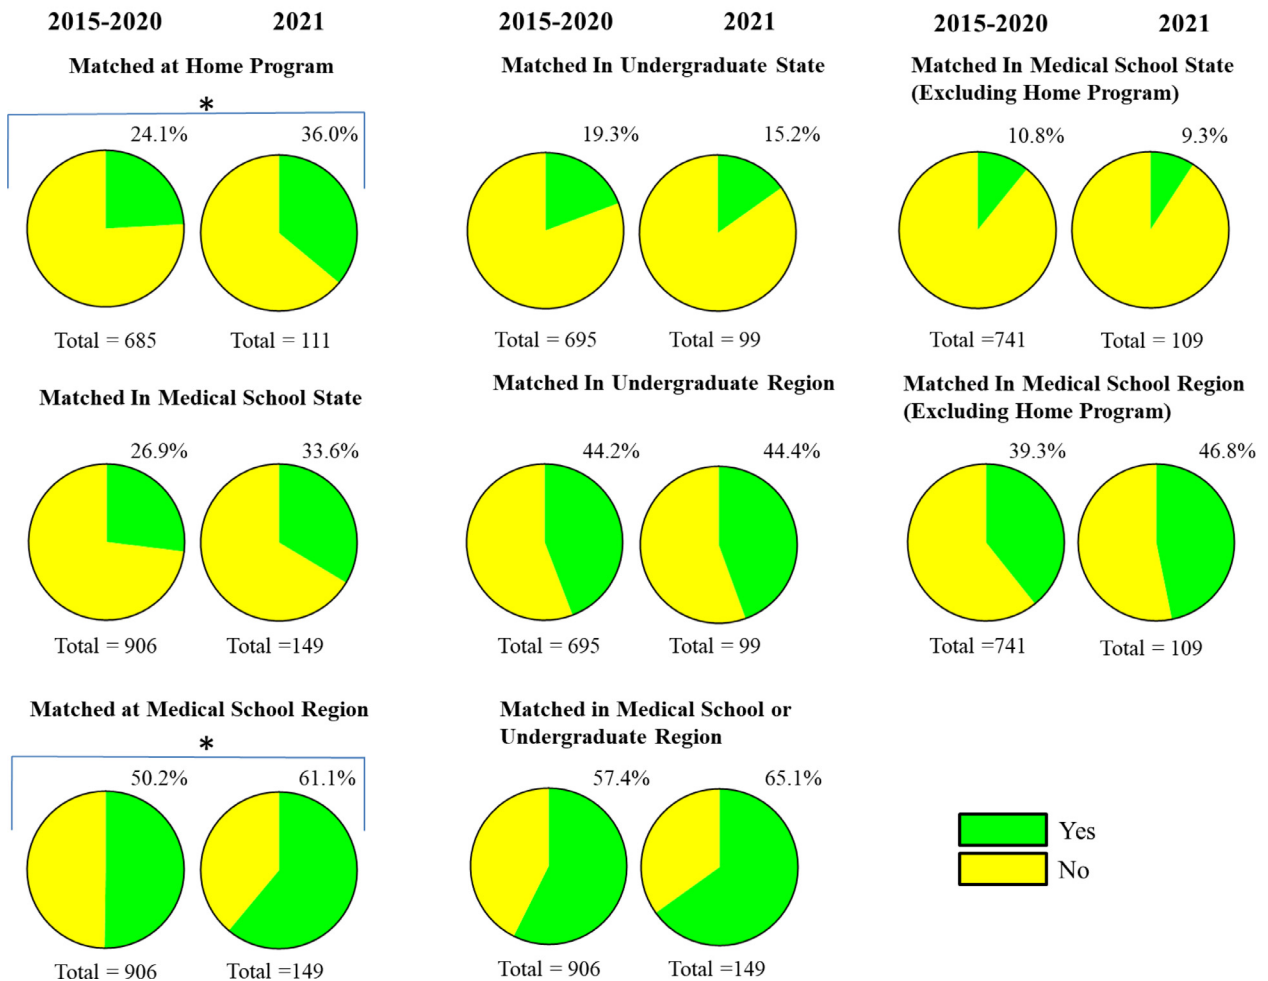 2015-2020 2021 2015-2020 2021 2015-2020 2021
Matched at Home Program
*
24.1% 36.0%
Total = 685 Total = 111
Matched In Undergraduate State
19.3% 15.2%
Total = 695 Total = 99
Matched In Medical School State
(Excluding Home Program)
10.8% 9.3%
Total =741 Total = 109
Matched In Medical School State
26.9% 33.6%
Total = 906 Total =149
Matched In Undergraduate Region
44.2% 44.4%
Total = 695 Total = 99
Matched In Medical School Region
(Excluding Home Program)
39.3% 46.8%
Total =741 Total = 109
Matched at Medical School Region
*
50.2% 61.1%
Total = 906 Total =149
Matched in Medical School or
Undergraduate Region
57.4% 65.1%
Total = 906 Total =149
Yes
No